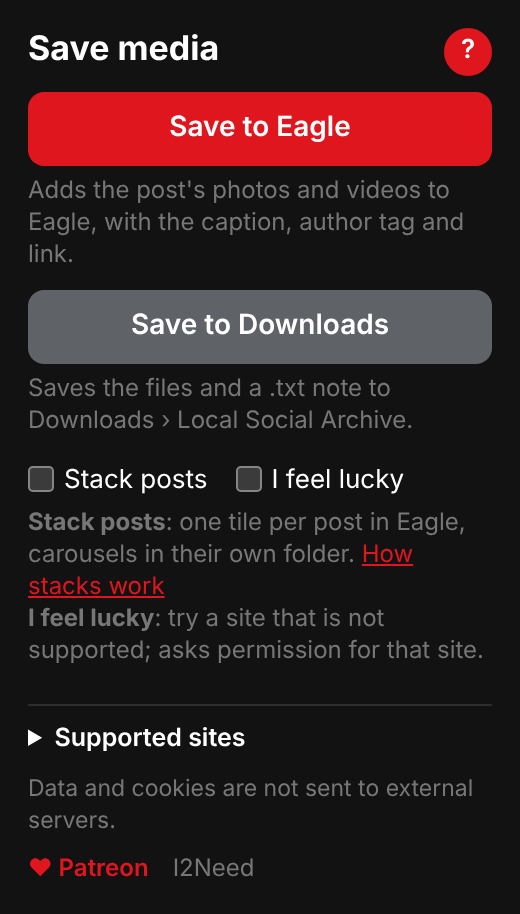 Save media
?
Save to Eagle
Adds the post's photos and videos to
Eagle, with the caption, author tag and
link.
Save to Downloads
Saves the files and a .txt note to
Downloads › Local Social Archive.
Stack posts I feel lucky
Stack posts: one tile per post in Eagle,
carousels in their own folder. How
stacks work
I feel lucky: try a site that is not
supported; asks permission for that site.
Supported sites
Data and cookies are not sent to external
servers.
Patreon I2Need